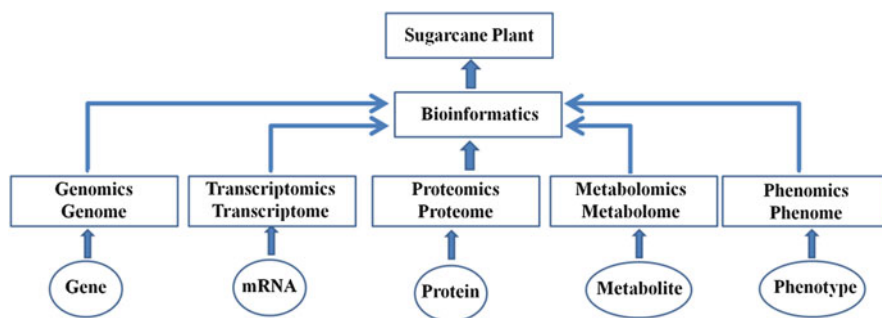 Sugarcane Plant
Bioinformatics
Genomics
Genome
Transcriptomics
Transcriptome
Proteomics
Proteome
Metabolomics
Metabolome
Phenomics
Phenome
Gene
mRNA
Protein
Metabolite
Phenotype